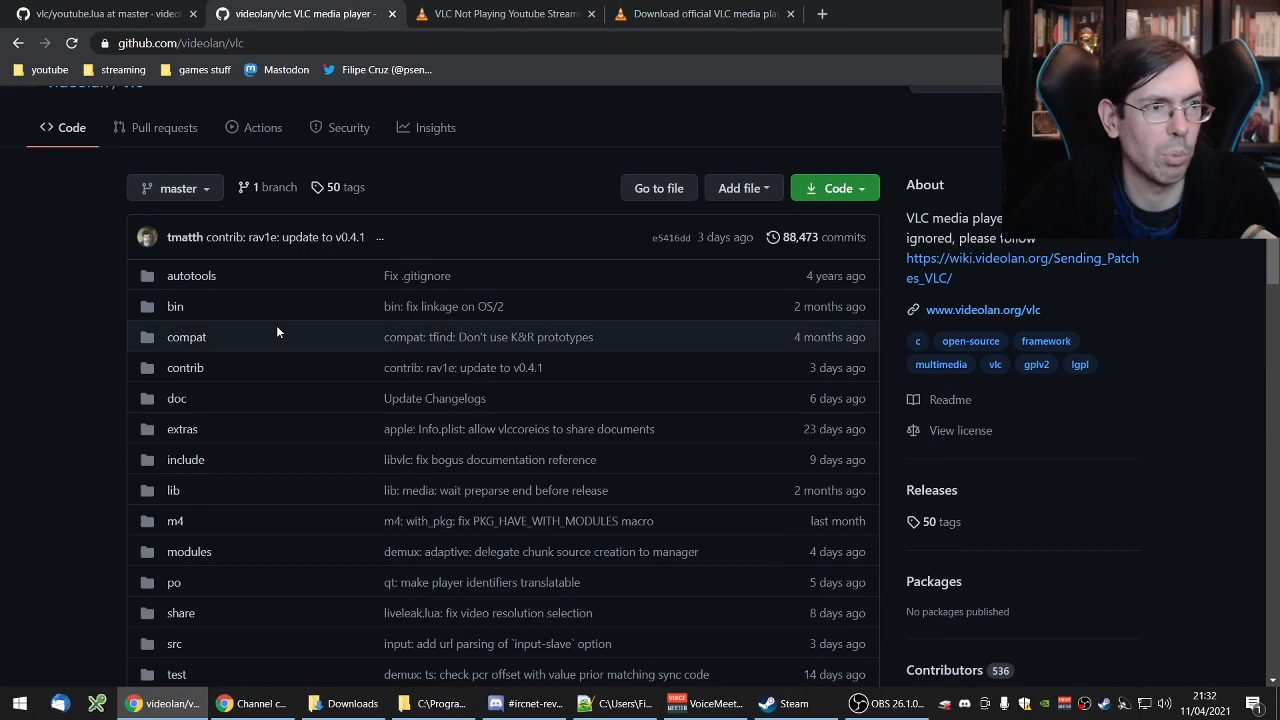 vlc/youtube.lua at master · video
videolan/vlc: VLC media player -
VLC Not Playing Youtube Stream
Download official VLC media pla
github.com/videolan/vlc
youtube
streaming
games stuff
Mastodon
Filipe Cruz (@psen...
Code
Pull requests
Actions
Security
Insights
master
1 branch
50 tags
Go to file
Add file
Code
tmatth contrib: rav1e: update to v0.4.1 ... e5416dd 3 days ago 88,473 commits
autotools Fix .gitignore 4 years ago
bin bin: fix linkage on OS/2 2 months ago
compat compat: tfind: Don't use K&R prototypes 4 months ago
contrib contrib: rav1e: update to v0.4.1 3 days ago
doc Update Changelogs 6 days ago
extras apple: Info.plist: allow vlccoreios to share documents 23 days ago
include libvlc: fix bogus documentation reference 9 days ago
lib lib: media: wait preparse end before release 2 months ago
m4 m4: with_pkg: fix PKG_HAVE_WITH_MODULES macro last month
modules demux: adaptive: delegate chunk source creation to manager 4 days ago
po qt: make player identifiers translatable 5 days ago
share liveleak.lua: fix video resolution selection 8 days ago
src input: add url parsing of `input-slave` option 3 days ago
test demux: ts: check pcr offset with value prior matching sync code 14 days ago
About
VLC media playe
ignored, please follow
https://wiki.videolan.org/Sending_Patch
es_VLC/
www.videolan.org/vlc
c open-source framework
multimedia vlc gplv2 lgpl
Readme
View license
Releases
50 tags
Packages
No packages published
Contributors 536
videolan/v...
Channel c...
Downloa...
C:\Progra...
#ircnet-rev...
C:\Users\Fi...
VOICE
MEETER
VoiceMee...
Steam
OBS 26.1.0...
21:32
11/04/2021
1